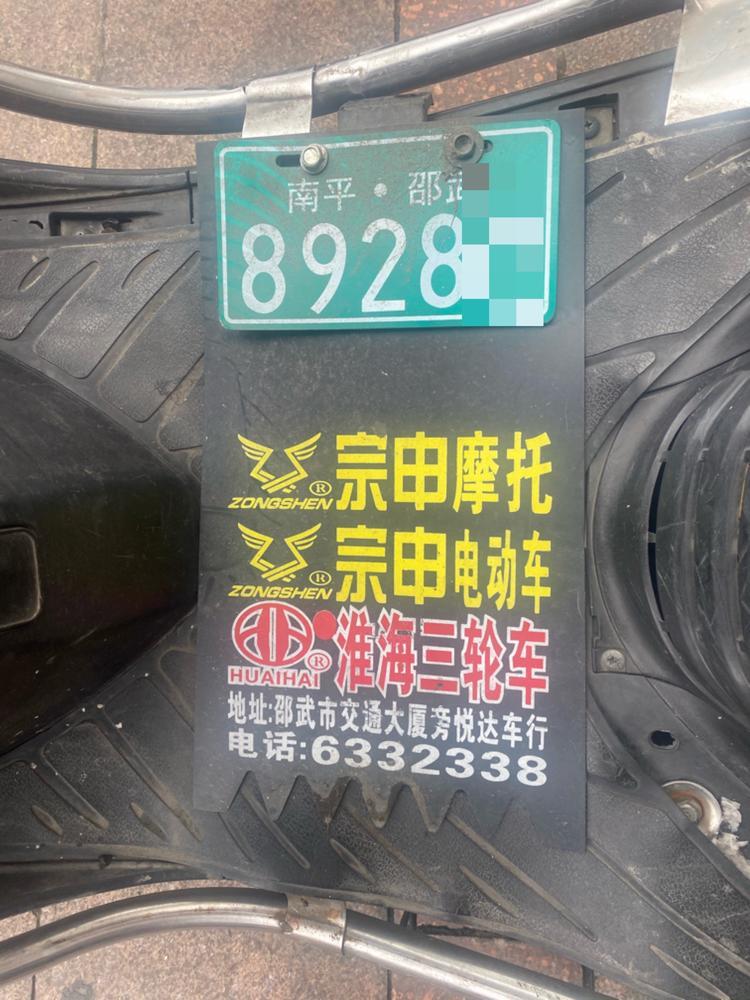 南平·邵武
8928
ZONGSHEN® 宗申摩托
ZONGSHEN® 宗申电动车
HUAIHAI® 淮海三轮车
地址:邵武市交通大厦旁悦达车行
电话:6332338